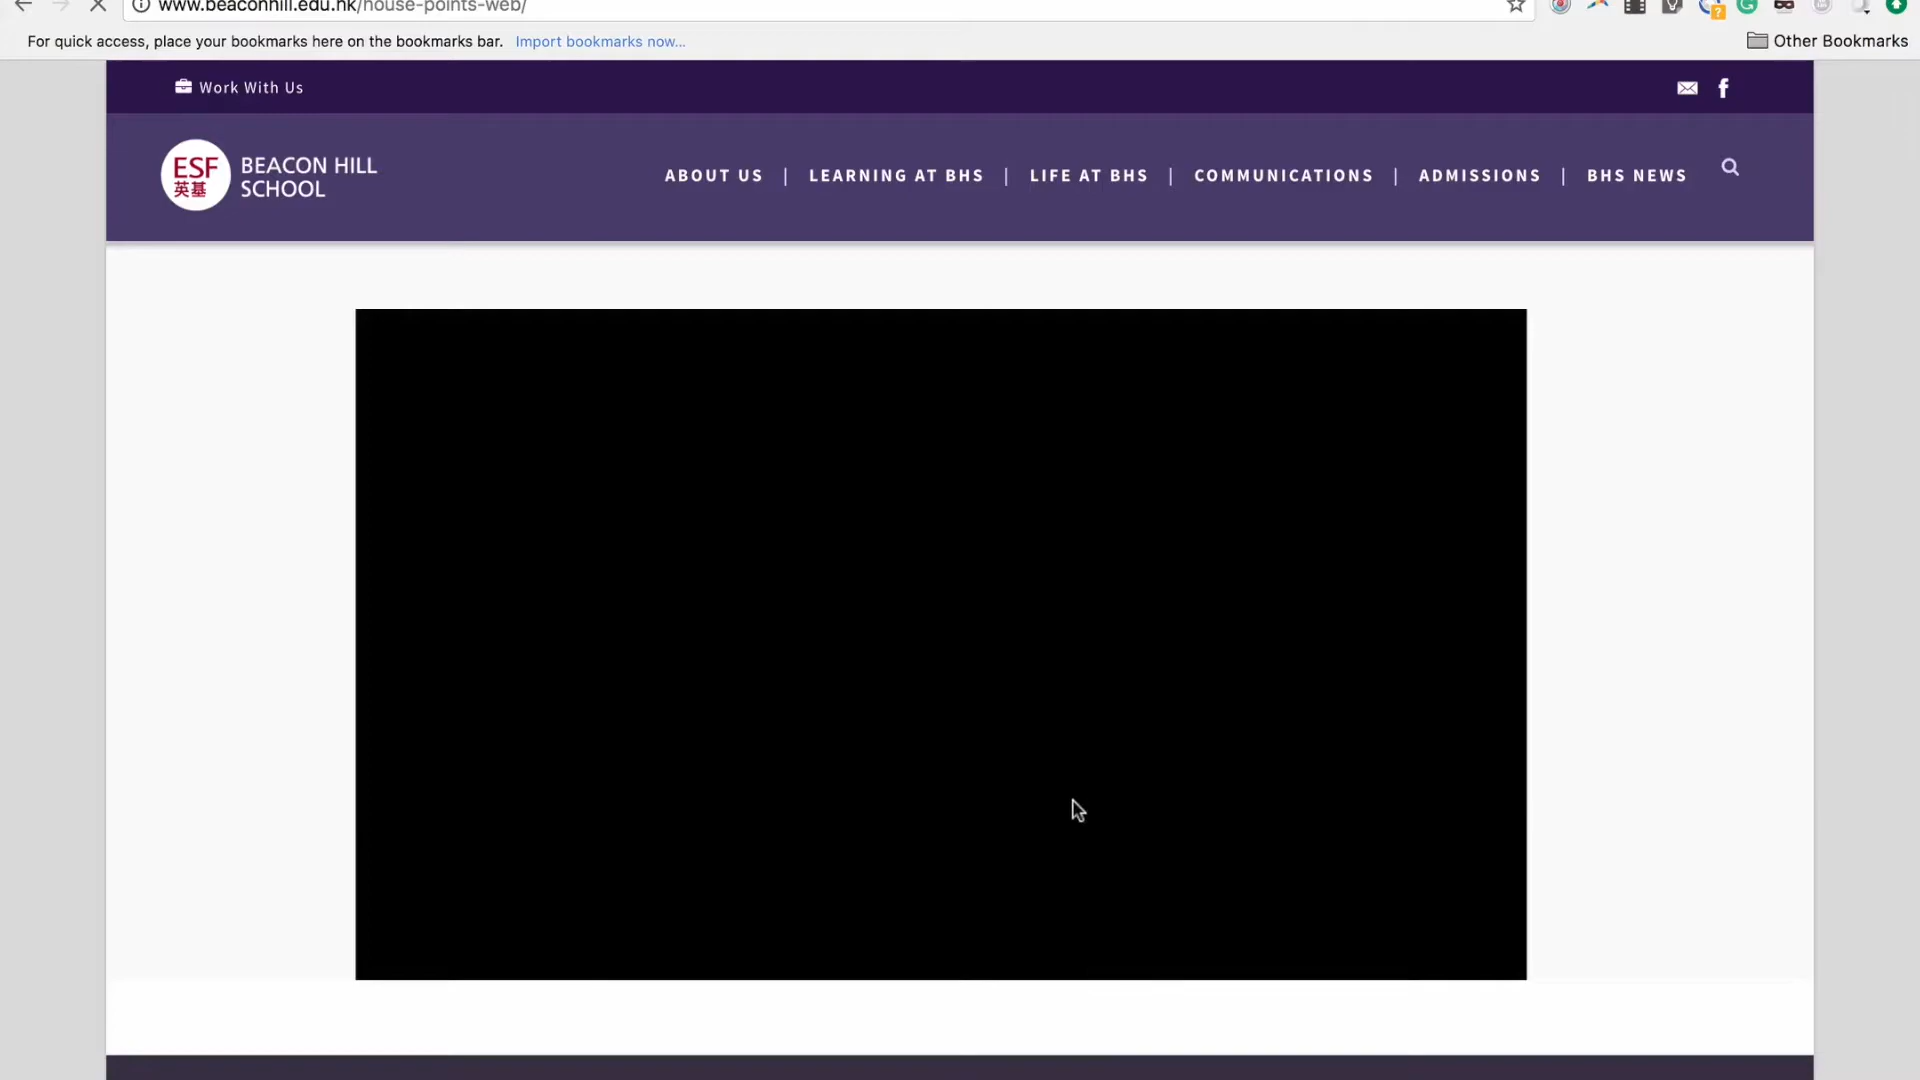 www.beaconhill.edu.hk/house-points-web/
For quick access, place your bookmarks here on the bookmarks bar. Import bookmarks now...
Other Bookmarks
Work With Us
ESF
英基
BEACON HILL
SCHOOL
ABOUT US | LEARNING AT BHS | LIFE AT BHS | COMMUNICATIONS | ADMISSIONS | BHS NEWS